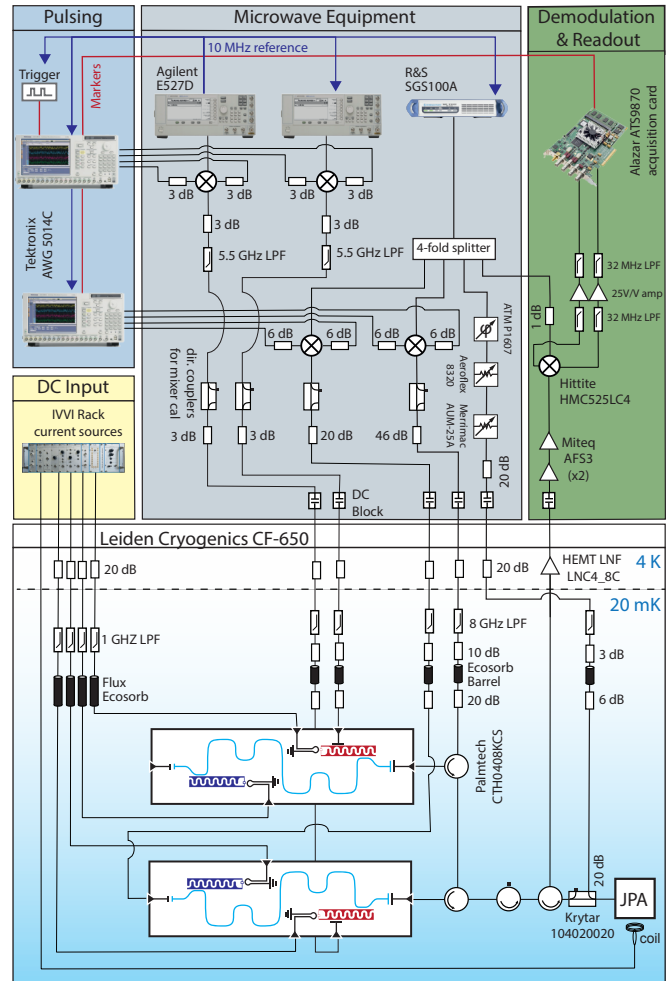 Pulsing
Microwave Equipment
Demodulation
& Readout
10 MHz reference
Trigger
Markers
Agilent
E527D
R&S
SGS100A
Alazar ATS9870
acquisition card
Tektronix
AWG 5014C
3 dB
3 dB
3 dB
3 dB
3 dB
3 dB
5.5 GHz LPF
5.5 GHz LPF
4-fold splitter
32 MHz LPF
25V/V amp
32 MHz LPF
1 dB
6 dB
6 dB
6 dB
6 dB
ATM P1607
Aeroflex
8320
Merrimac
AUM-25A
Hittite
HMC525LC4
dir. couplers
for mixer cal
3 dB
3 dB
20 dB
46 dB
20 dB
Miteq
AFS3
(x2)
DC Input
IVVI Rack
current sources
DC
Block
Leiden Cryogenics CF-650
20 dB
20 dB
HEMT LNF
LNC4_8C
4 K
20 mK
1 GHZ LPF
8 GHz LPF
10 dB
3 dB
Flux
Ecosorb
Ecosorb
Barrel
20 dB
6 dB
Palmtech
CTH0408KCS
20 dB
JPA
Krytar
104020020
coil